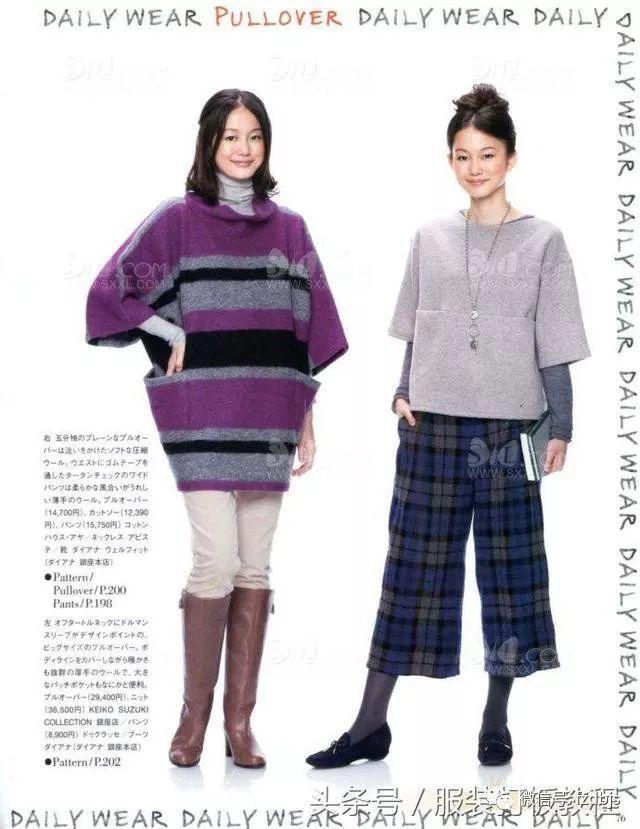 DAILY WEAR PULLOVER DAILY WEAR DAILY
DAILY WEAR DAILY WEAR DAILY WEAR DAILY WEAR DAILY
右 五分袖のプレーンなプルオー
バーは洗いをかけたソフトな圧縮
ウール。ウエストにゴムテープを
通したタータンチェックのワイド
パンツは柔らかな風合いがうれし
い薄手のウール。プルオーバー
(14,700円)、カットソー(12,390
円)、パンツ(15,750円) コットン
ハウス・アヤ/ネックレス アビス
テ/靴 ダイアナ ウェルフィット
(ダイアナ 銀座本店)
●Pattern/
Pullover/P.200
Pants/P.198
左 オフタートルネックにドルマン
スリーブがデザインポイントの、
ビッグサイズのプルオーバー。ボ
ディラインをカバーしながら暖かさ
も抜群の厚手のウールで、大き
なパッチポケットもなにかと便利。
プルオーバー(29,400円)、ニット
(36,500円) KEIKO SUZUKI
COLLECTION 銀座店/パンツ
(8,900円) ドゥクラッセ/ブーツ
ダイアナ(ダイアナ 銀座本店)
●Pattern/P.202
SXXL.COM
WWW.SXXL.COM
头条号/服装
DAILY WEAR DAILY WEAR DAILY WEAR
76